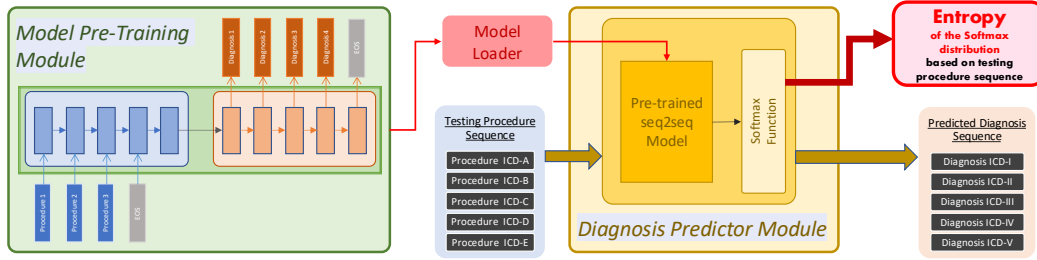 Model Pre-Training
Module
Diagnosis 1
Diagnosis 2
Diagnosis 3
Diagnosis 4
EOS
Procedure 1
Procedure 2
Procedure 3
EOS
Model
Loader
Testing Procedure
Sequence
Procedure ICD-A
Procedure ICD-B
Procedure ICD-C
Procedure ICD-D
Procedure ICD-E
Pre-trained
seq2seq
Model
Softmax
Function
Diagnosis Predictor Module
Entropy
of the Softmax
distribution
based on testing
procedure sequence
Predicted Diagnosis
Sequence
Diagnosis ICD-I
Diagnosis ICD-II
Diagnosis ICD-III
Diagnosis ICD-IV
Diagnosis ICD-V